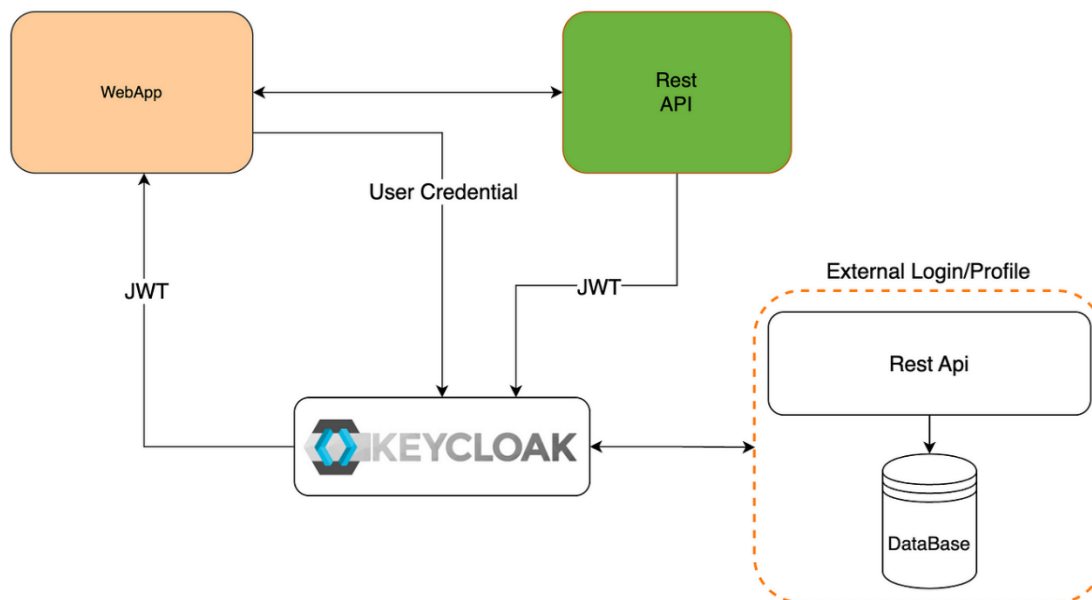 WebApp
Rest
API
User Credential
JWT
JWT
External Login/Profile
Rest Api
KEYCLOAK
DataBase